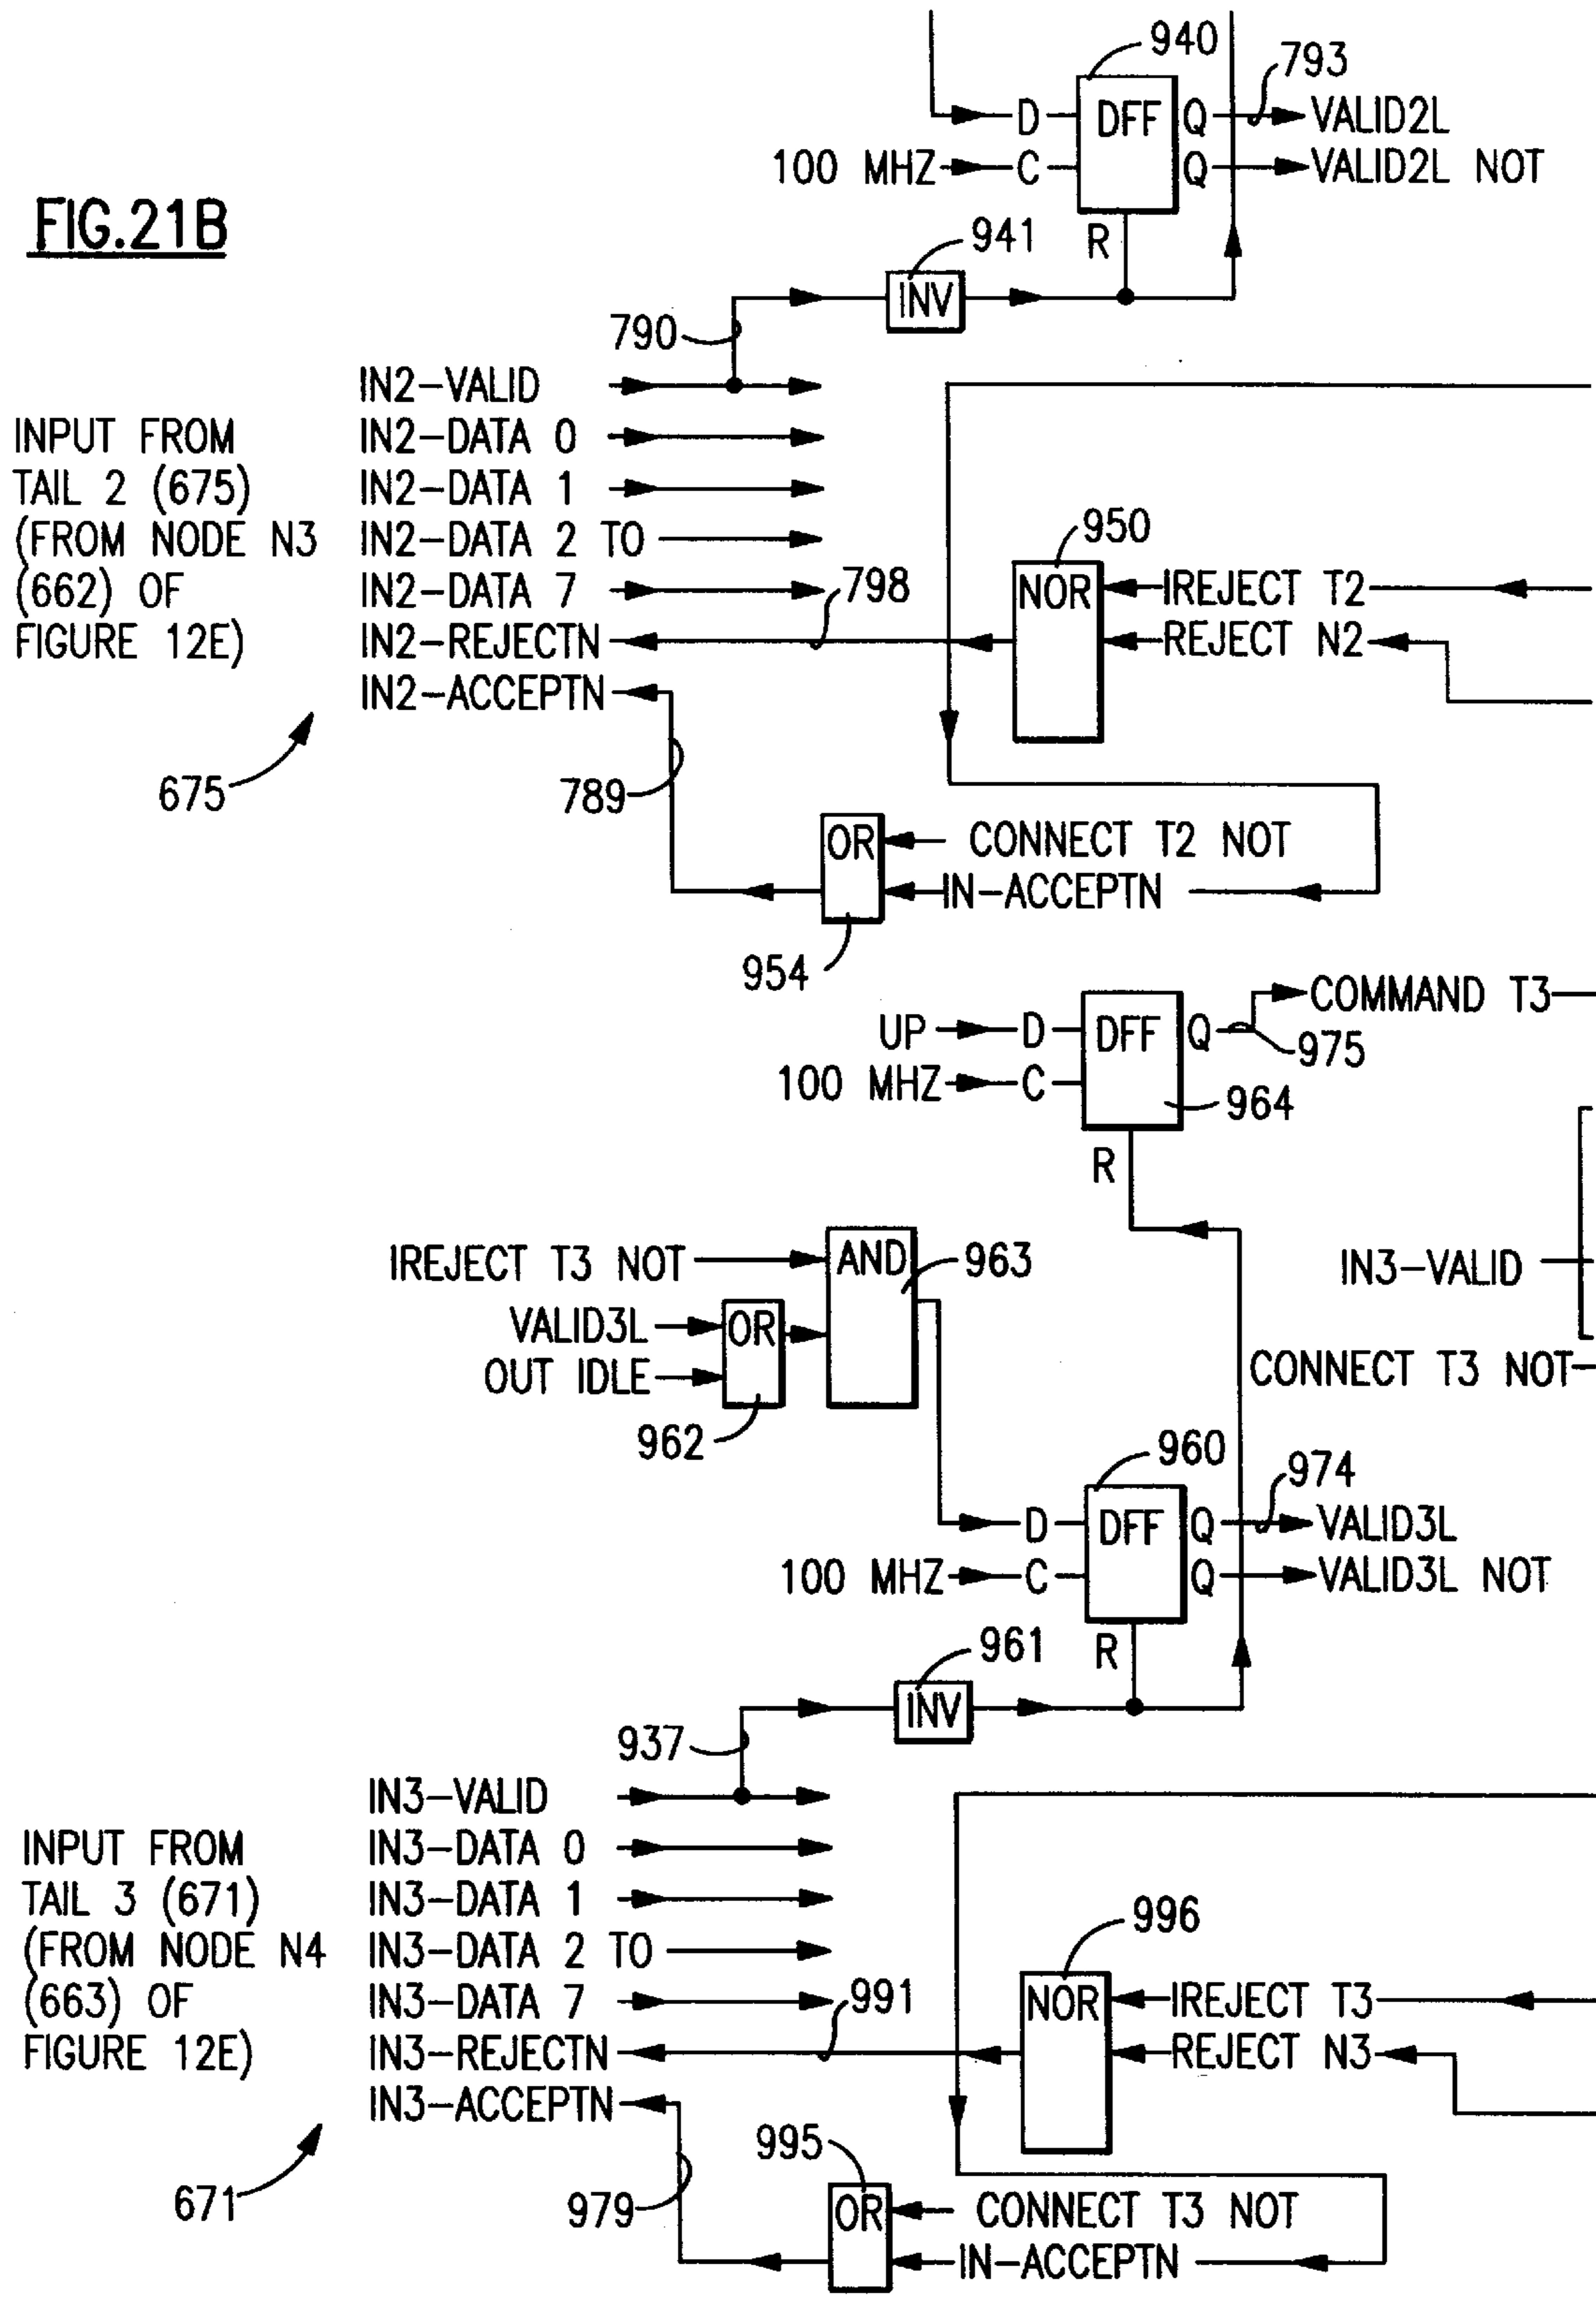 FIG.21B
940
793
D DFF Q VALID2L
100 MHZ C Q VALID2L NOT
R
941
INV
790
INPUT FROM
TAIL 2 (675)
(FROM NODE N3
(662) OF
FIGURE 12E)
IN2-VALID
IN2-DATA 0
IN2-DATA 1
IN2-DATA 2 TO
IN2-DATA 7
IN2-REJECTN
IN2-ACCEPTN
675
798
950
NOR
IREJECT T2
REJECT N2
789
OR
CONNECT T2 NOT
IN-ACCEPTN
954
UP D DFF Q COMMAND T3
975
100 MHZ C
964
R
IREJECT T3 NOT
AND
963
VALID3L
OR
OUT IDLE
962
IN3-VALID
CONNECT T3 NOT
960
974
D DFF Q VALID3L
100 MHZ C Q VALID3L NOT
R
961
INV
937
INPUT FROM
TAIL 3 (671)
(FROM NODE N4
(663) OF
FIGURE 12E)
IN3-VALID
IN3-DATA 0
IN3-DATA 1
IN3-DATA 2 TO
IN3-DATA 7
IN3-REJECTN
IN3-ACCEPTN
671
991
996
NOR
IREJECT T3
REJECT N3
995
979
OR
CONNECT T3 NOT
IN-ACCEPTN